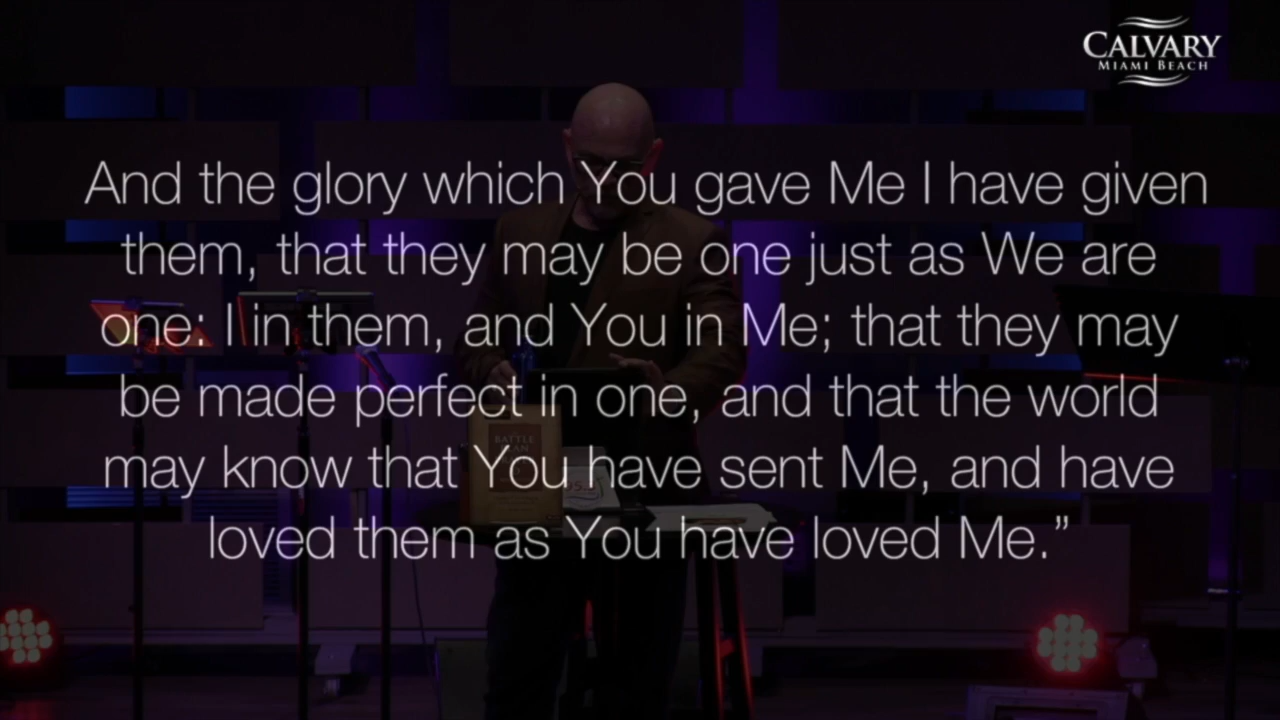 CALVARY
MIAMI BEACH
And the glory which You gave Me I have given
them, that they may be one just as We are
one: I in them, and You in Me; that they may
be made perfect in one, and that the world
may know that You have sent Me, and have
loved them as You have loved Me.”
BATTLE
PLAN